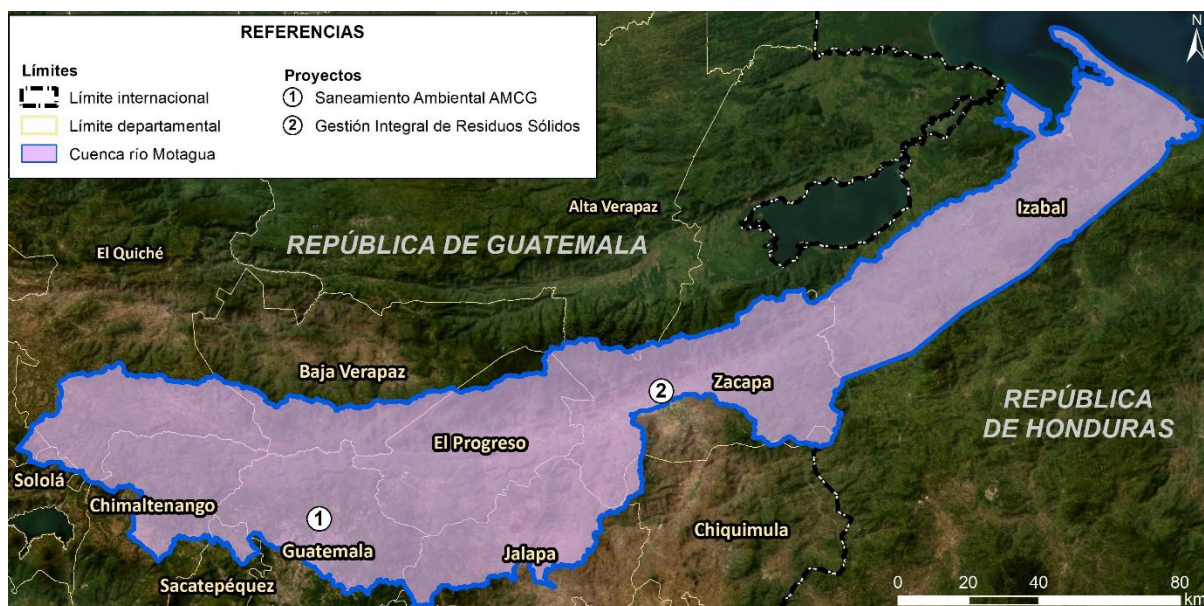 REFERENCIAS
Límites
Límite internacional
Límite departamental
Cuenca río Motagua
Proyectos
1 Saneamiento Ambiental AMCG
2 Gestión Integral de Residuos Sólidos
N
Izabal
Alta Verapaz
REPÚBLICA DE GUATEMALA
El Quiché
Baja Verapaz
2
Zacapa
REPÚBLICA
DE HONDURAS
El Progreso
Sololá
Chimaltenango
1
Guatemala
Jalapa
Chiquimula
Sacatepéquez
0 20 40 80
km